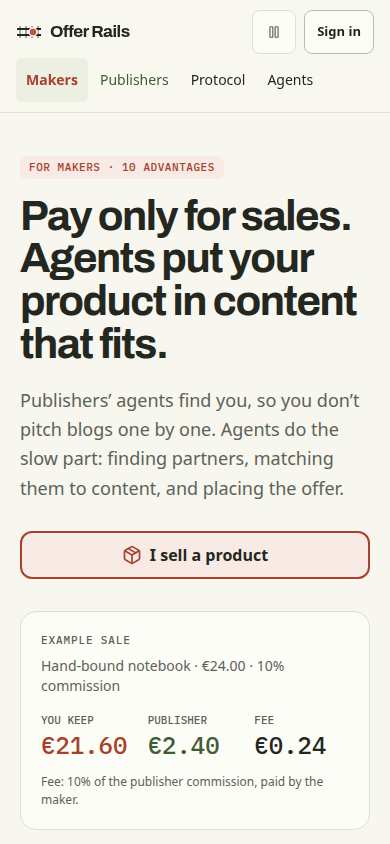 Offer Rails
Sign in
Makers Publishers Protocol Agents
FOR MAKERS · 10 ADVANTAGES
Pay only for sales.
Agents put your
product in content
that fits.
Publishers’ agents find you, so you don’t
pitch blogs one by one. Agents do the
slow part: finding partners, matching
them to content, and placing the offer.
I sell a product
EXAMPLE SALE
Hand-bound notebook · €24.00 · 10%
commission
YOU KEEP PUBLISHER FEE
€21.60 €2.40 €0.24
Fee: 10% of the publisher commission, paid by the
maker.